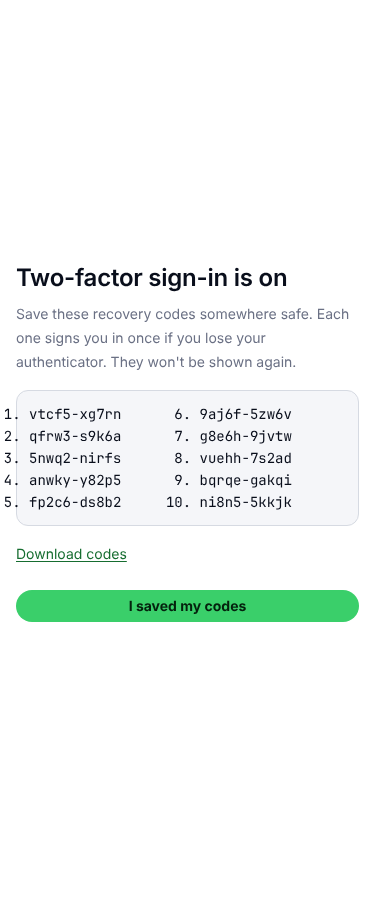 Two-factor sign-in is on
Save these recovery codes somewhere safe. Each
one signs you in once if you lose your
authenticator. They won't be shown again.
1. vtcf5-xg7rn
2. qfrw3-s9k6a
3. 5nwq2-nirfs
4. anwky-y82p5
5. fp2c6-ds8b2
6. 9aj6f-5zw6v
7. g8e6h-9jvtw
8. vuehh-7s2ad
9. bqrqe-gakqi
10. ni8n5-5kkjk
Download codes
I saved my codes